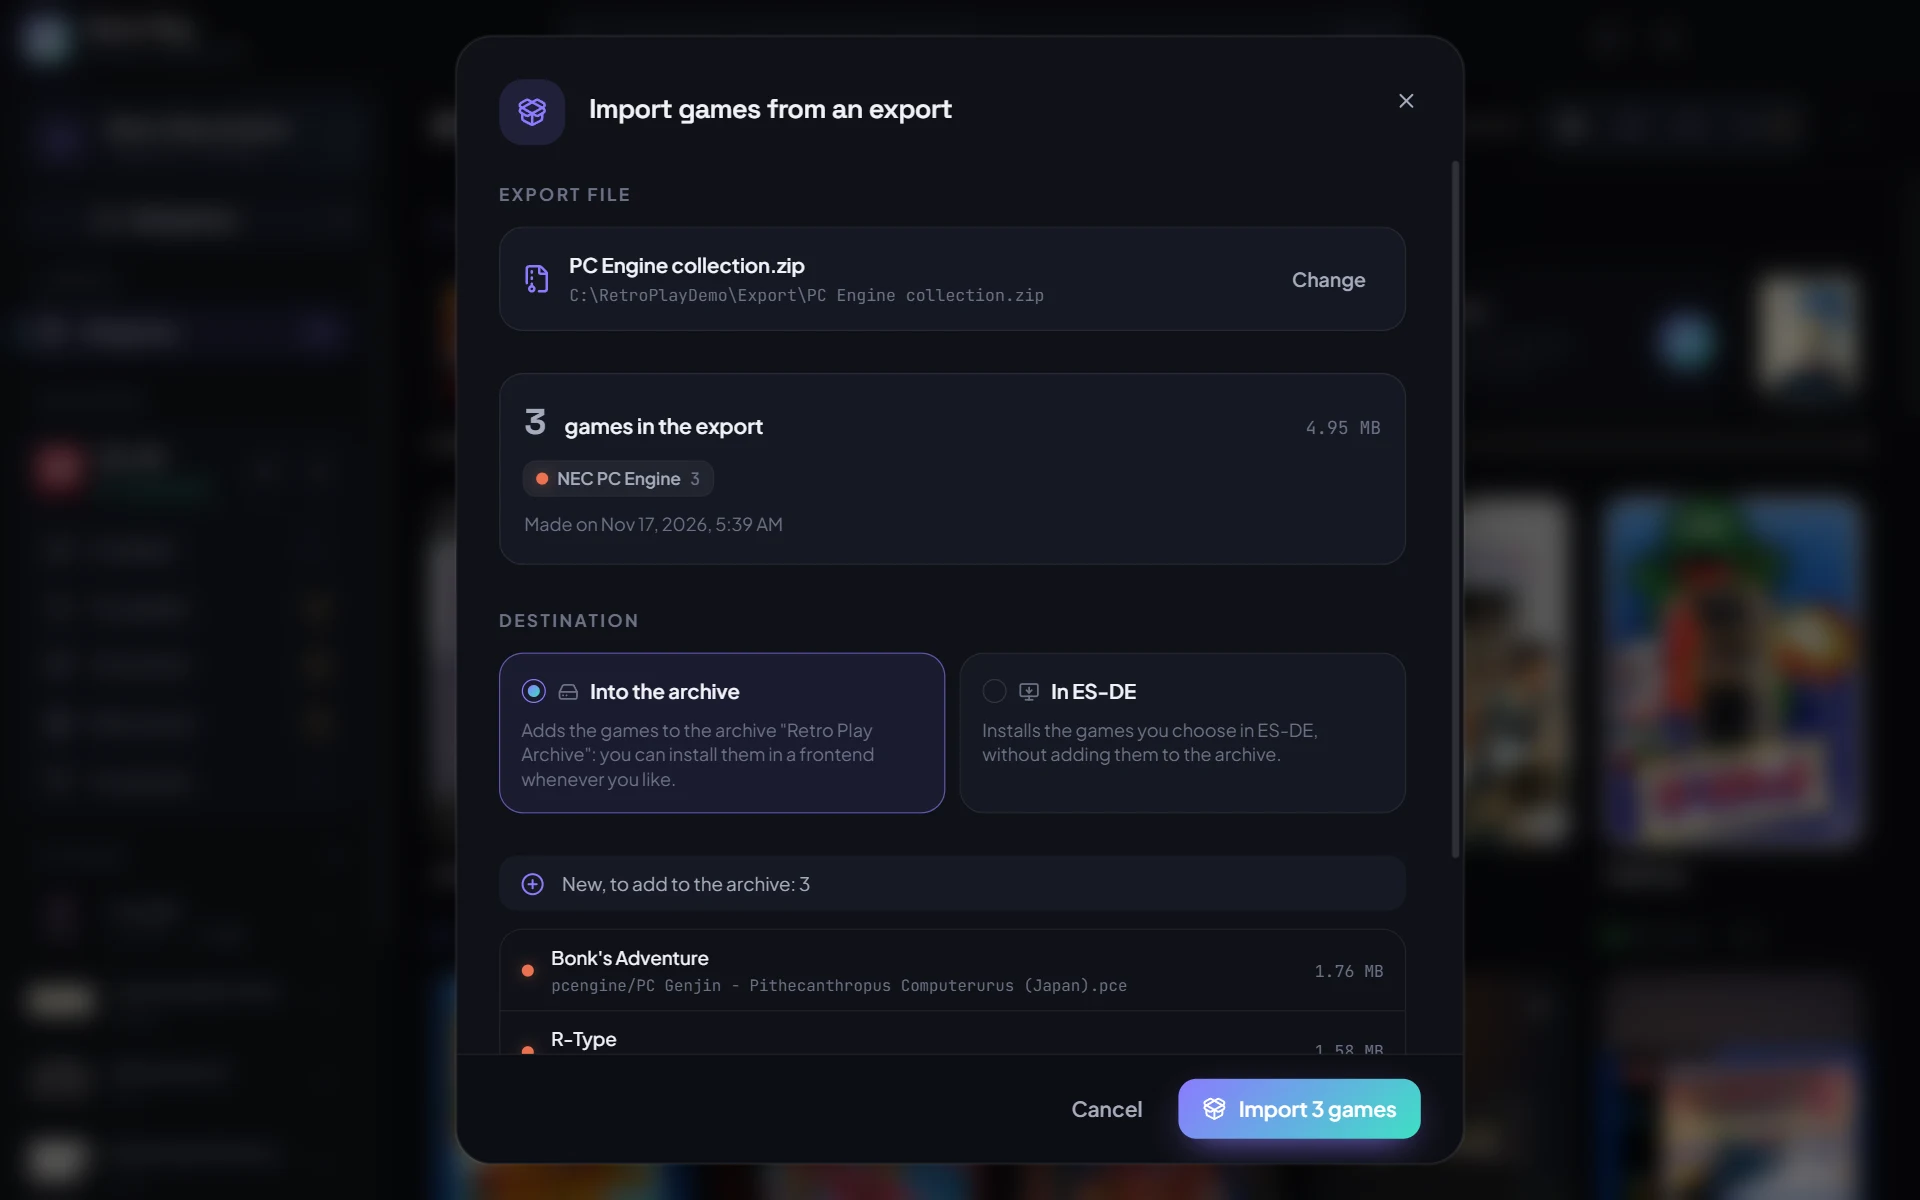 Import games from an export
EXPORT FILE
PC Engine collection.zip
C:\RetroPlayDemo\Export\PC Engine collection.zip
Change
3 games in the export
4.95 MB
NEC PC Engine 3
Made on Nov 17, 2026, 5:39 AM
DESTINATION
Into the archive
Adds the games to the archive "Retro Play
Archive": you can install them in a frontend
whenever you like.
In ES-DE
Installs the games you choose in ES-DE,
without adding them to the archive.
New, to add to the archive: 3
Bonk's Adventure
pcengine/PC Genjin - Pithecanthropus Computerurus (Japan).pce
1.76 MB
R-Type
1.58 MB
Cancel
Import 3 games